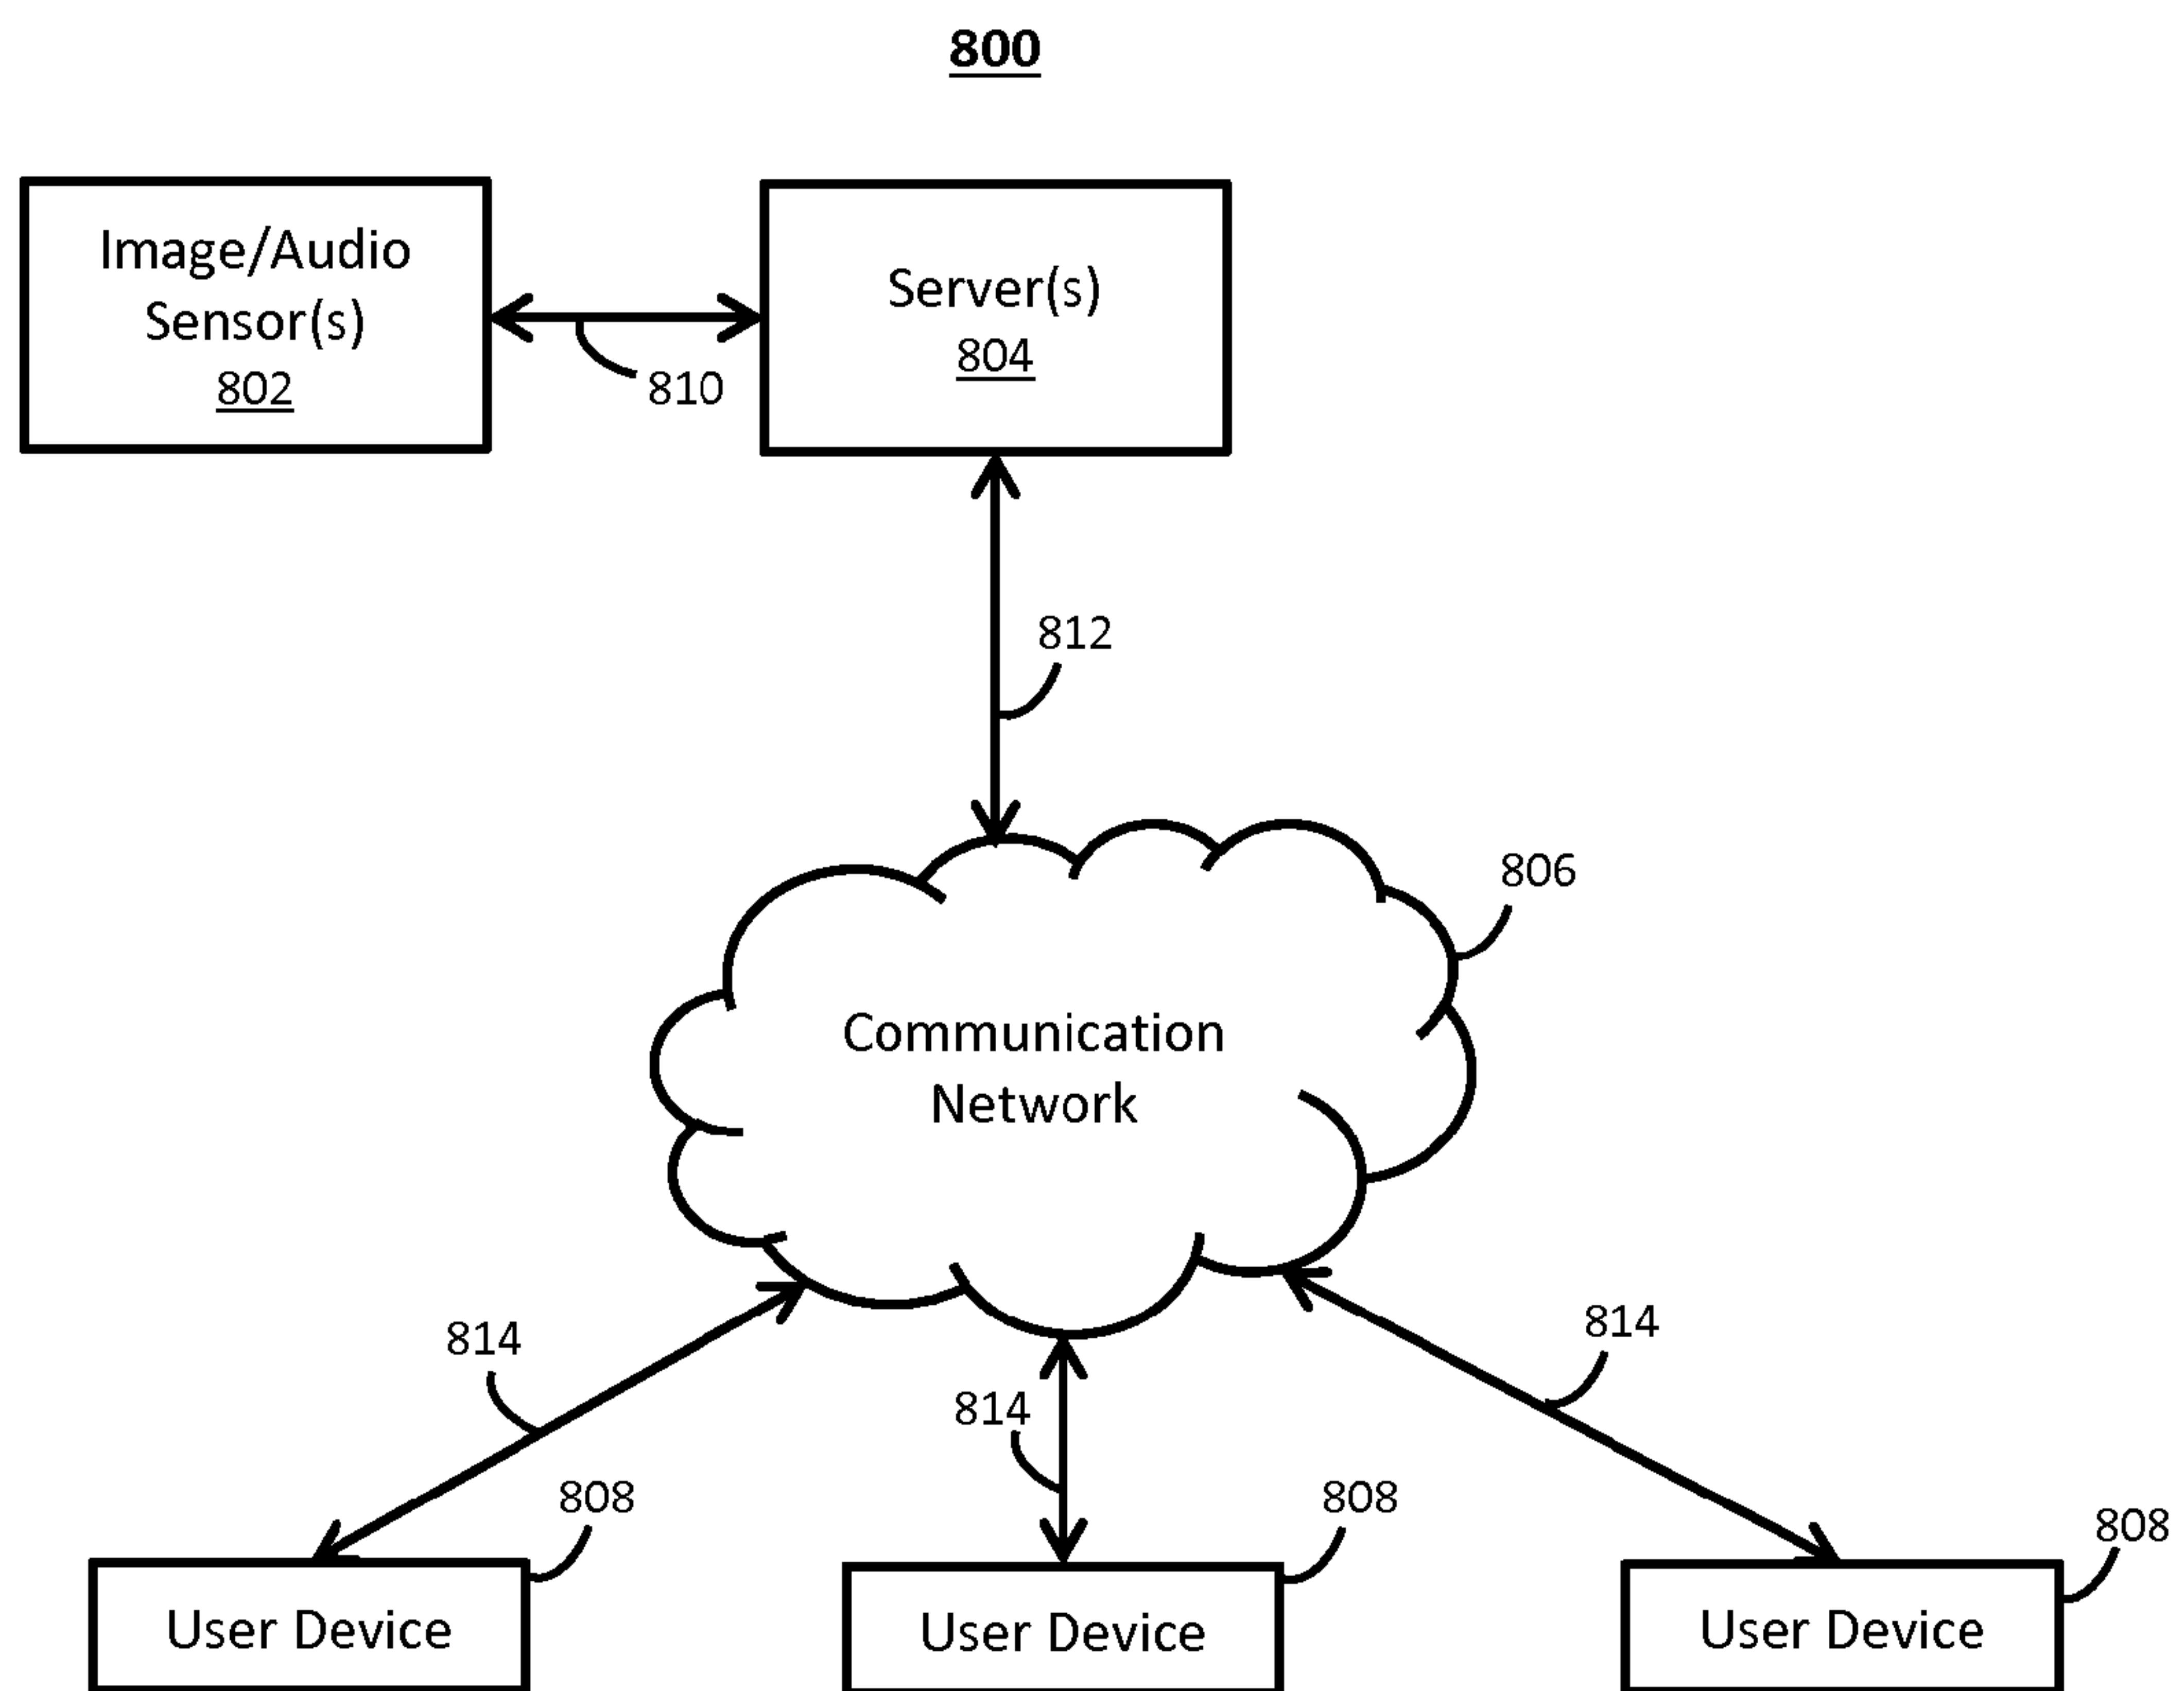 800
Image/Audio
Sensor(s)
802
Server(s)
804
810
812
806
Communication
Network
814
814
814
808
808
808
User Device
User Device
User Device